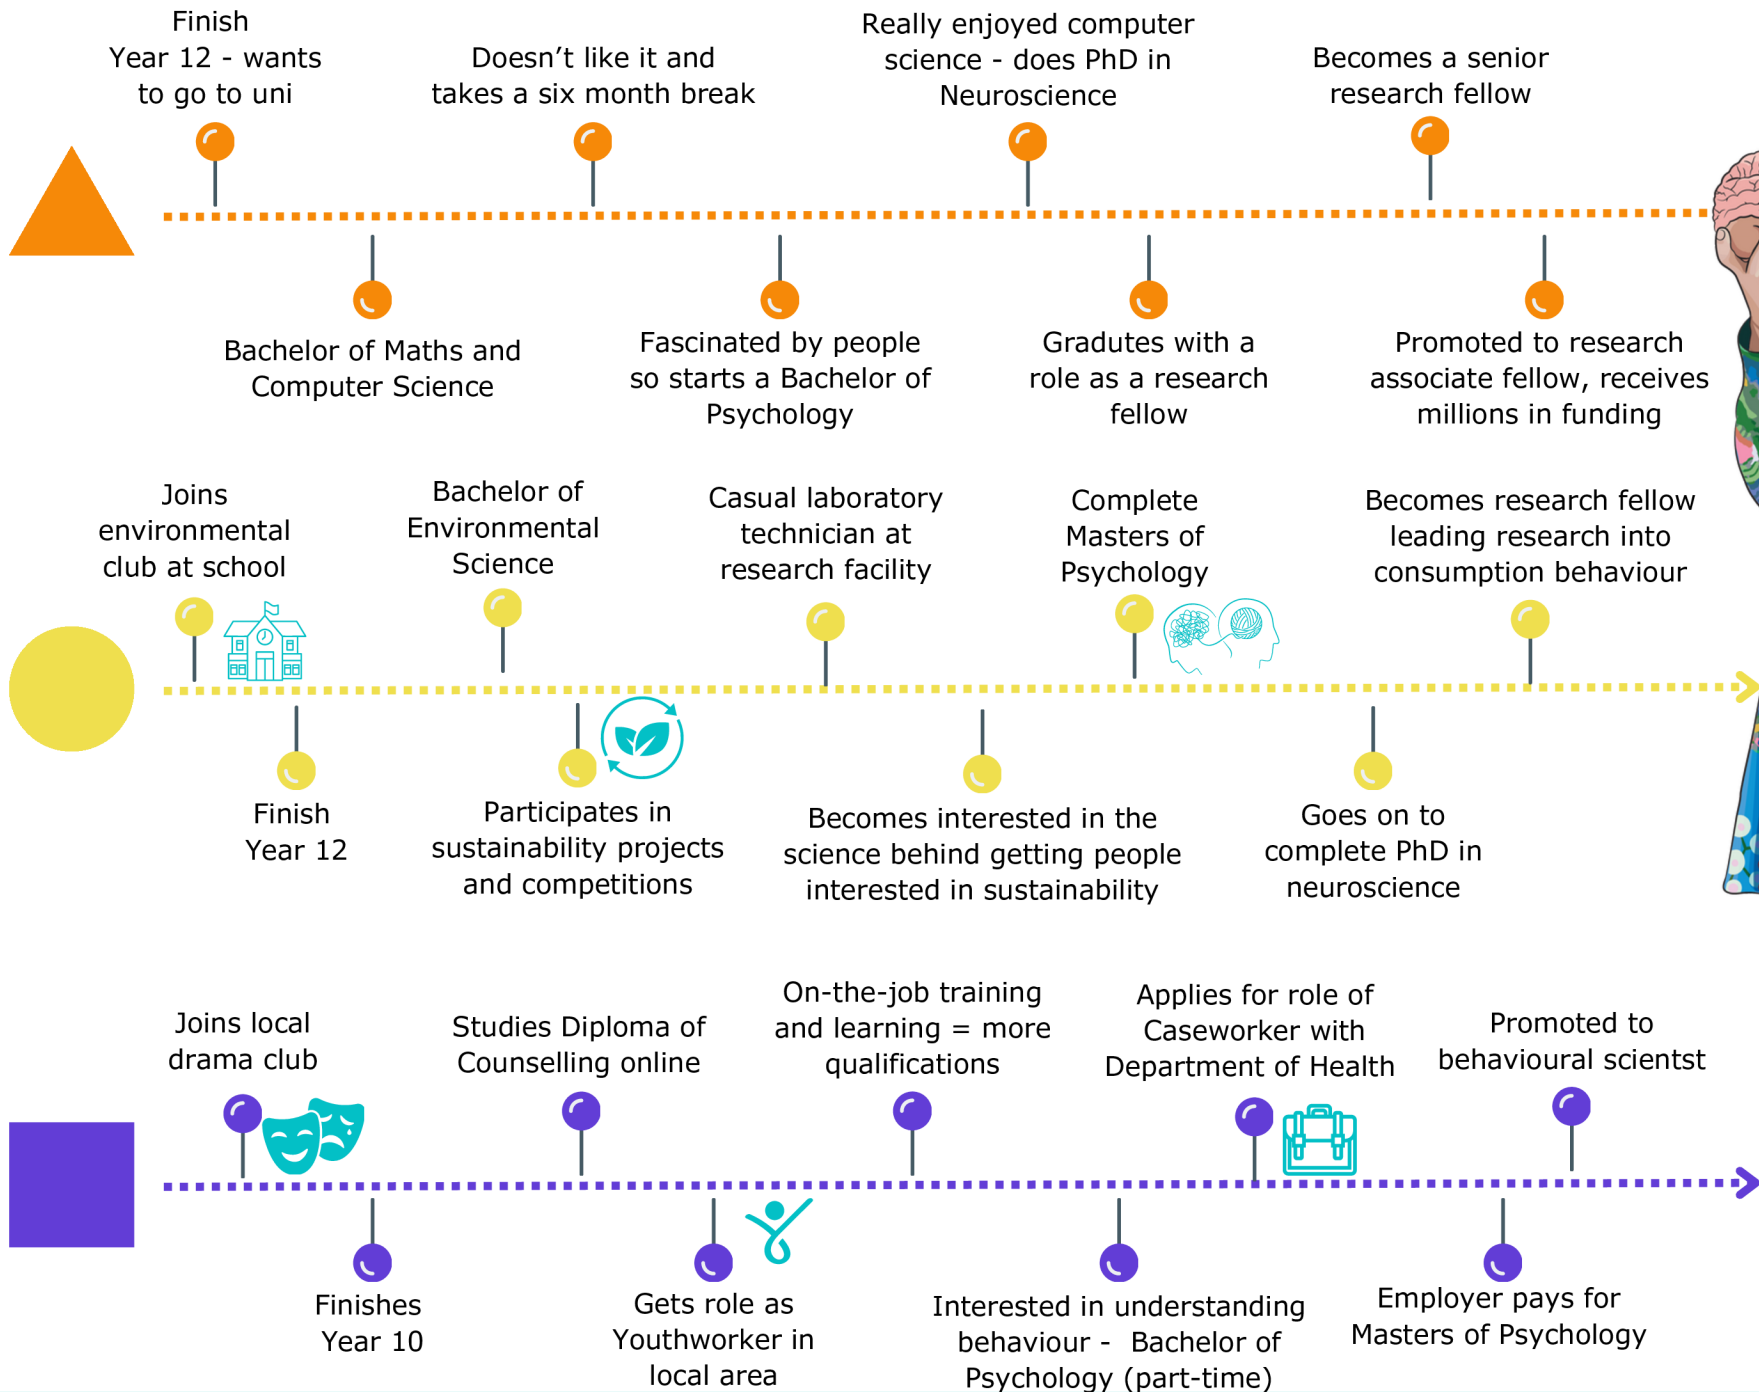 Finish
Year 12 - wants
to go to uni
Bachelor of Maths and
Computer Science
Doesn’t like it and
takes a six month break
Fascinated by people
so starts a Bachelor of
Psychology
Really enjoyed computer
science - does PhD in
Neuroscience
Gradutes with a
role as a research
fellow
Becomes a senior
research fellow
Promoted to research
associate fellow, receives
millions in funding
Joins
environmental
club at school
Finish
Year 12
Bachelor of
Environmental
Science
Participates in
sustainability projects
and competitions
Casual laboratory
technician at
research facility
Becomes interested in the
science behind getting people
interested in sustainability
Complete
Masters of
Psychology
Goes on to
complete PhD in
neuroscience
Becomes research fellow
leading research into
consumption behaviour
Joins local
drama club
Finishes
Year 10
Studies Diploma of
Counselling online
Gets role as
Youthworker in
local area
On-the-job training
and learning = more
qualifications
Interested in understanding
behaviour - Bachelor of
Psychology (part-time)
Applies for role of
Caseworker with
Department of Health
Employer pays for
Masters of Psychology
Promoted to
behavioural scientst